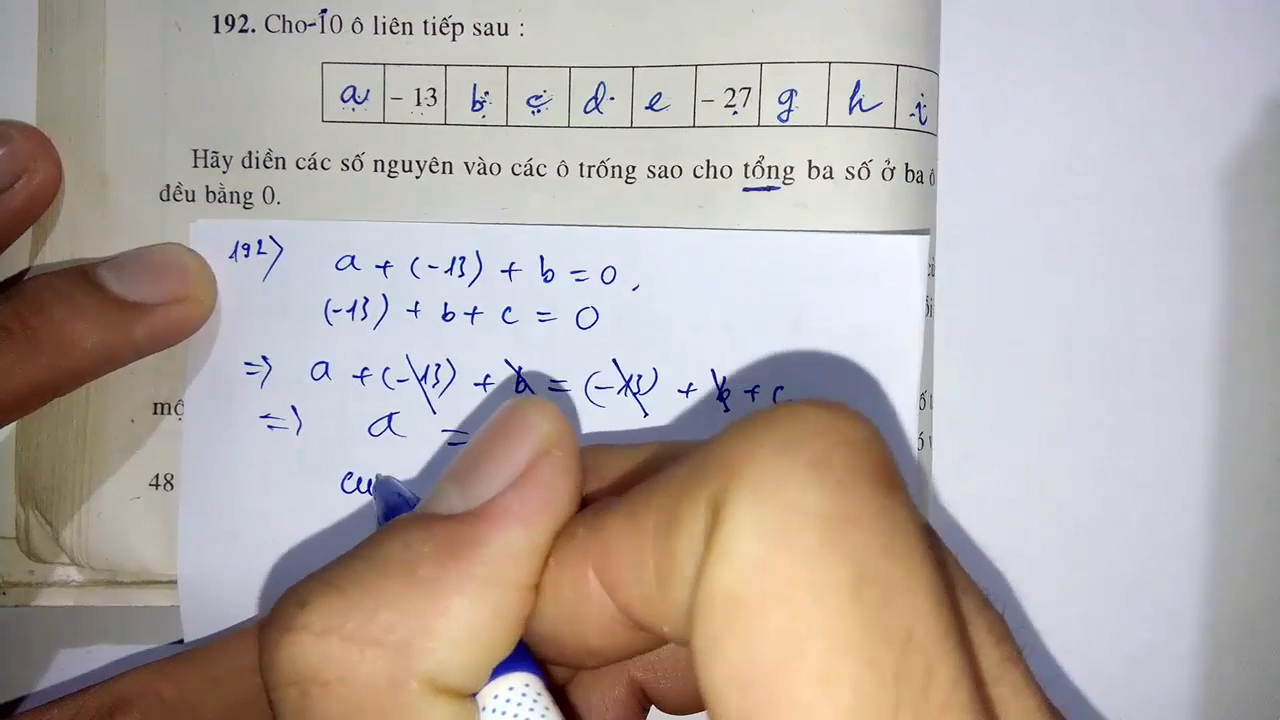 192. Cho 10 ô liên tiếp sau :
a - 13 b c d e - 27 g h i
Hãy điền các số nguyên vào các ô trống sao cho tổng ba số ở ba ô
đều bằng 0.
192) a + (-13) + b = 0,
(-13) + b + c = 0
=> a + (-13) + b = (-13) + b + c
=> a =
48